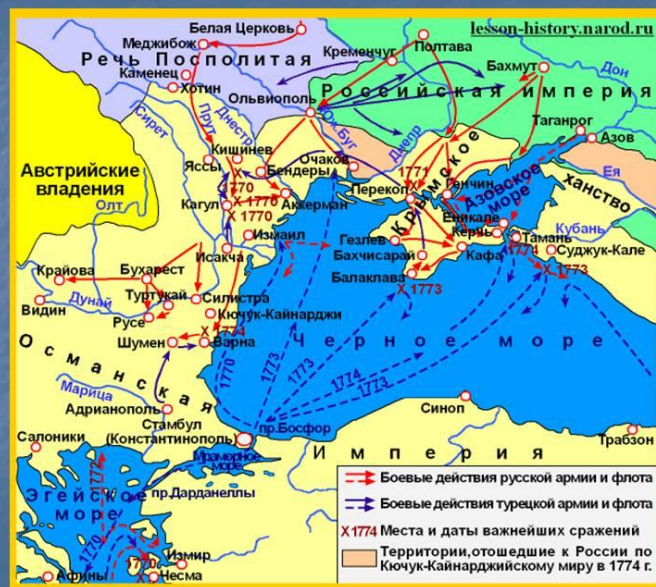 lesson-history.narod.ru
Белая Церковь
Меджибож
Кременчуг
Полтава
Речь Посполитая
Каменец
Хотин
Бахмут
Дон
Российская империя
Ольвиополь
Юж.Буг
Прут
Сирет
Днестр
Днепр
Таганрог
Азов
Кишинев
Яссы
Бендеры
Очаков
1771
X
Перекоп
Генчин
Азовское
море
Ея
Крымское
ханство
Австрийские
владения
Олт
1770
X 1770
X 1770
Кагул
Аккерман
Измаил
Исакча
Гезлев
Бахчисарай
Балаклава
X 1773
Еникале
Керчь
Кафа
Тамань
1774
Кубань
Суджук-Кале
X 1773
Крайова
Бухарест
Видин
Дунай
Туртукай
Силистра
Русе
Кючук-Кайнарджи
X 1774
Шумен
Варна
Черное море
1770
1773
1773
1774
1773
Османская
Империя
Марица
Адрианополь
Стамбул
(Константинополь)
пр.Босфор
Мраморное
море
Синоп
Трабзон
Салоники
1772
Эгейское
море
пр.Дарданеллы
1770
1770
Измир
X
Чесма
Афины
Боевые действия русской армии и флота
Боевые действия турецкой армии и флота
X 1774 Места и даты важнейших сражений
Территории,отошедшие к России по
Кючук-Кайнарджийскому миру в 1774 г.